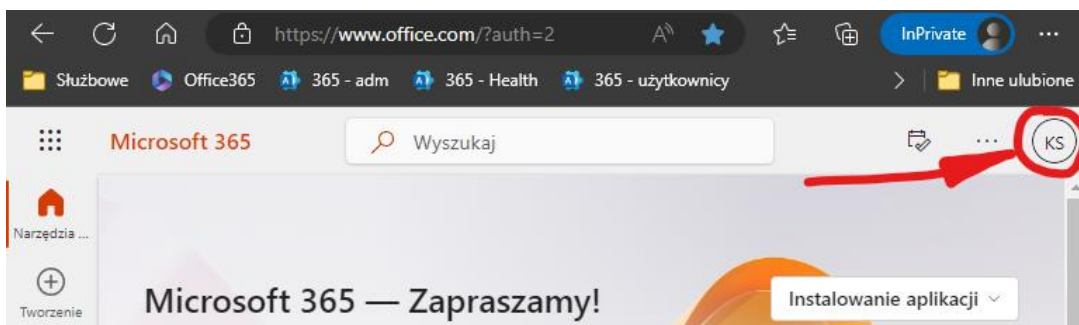 https://www.office.com/?auth=2 InPrivate
Służbowe Office365 365 - adm 365 - Health 365 - użytkownicy Inne ulubione
Microsoft 365 Wyszukaj KS
Narzędzia ...
Tworzenie
Microsoft 365 — Zapraszamy!
Instalowanie aplikacji